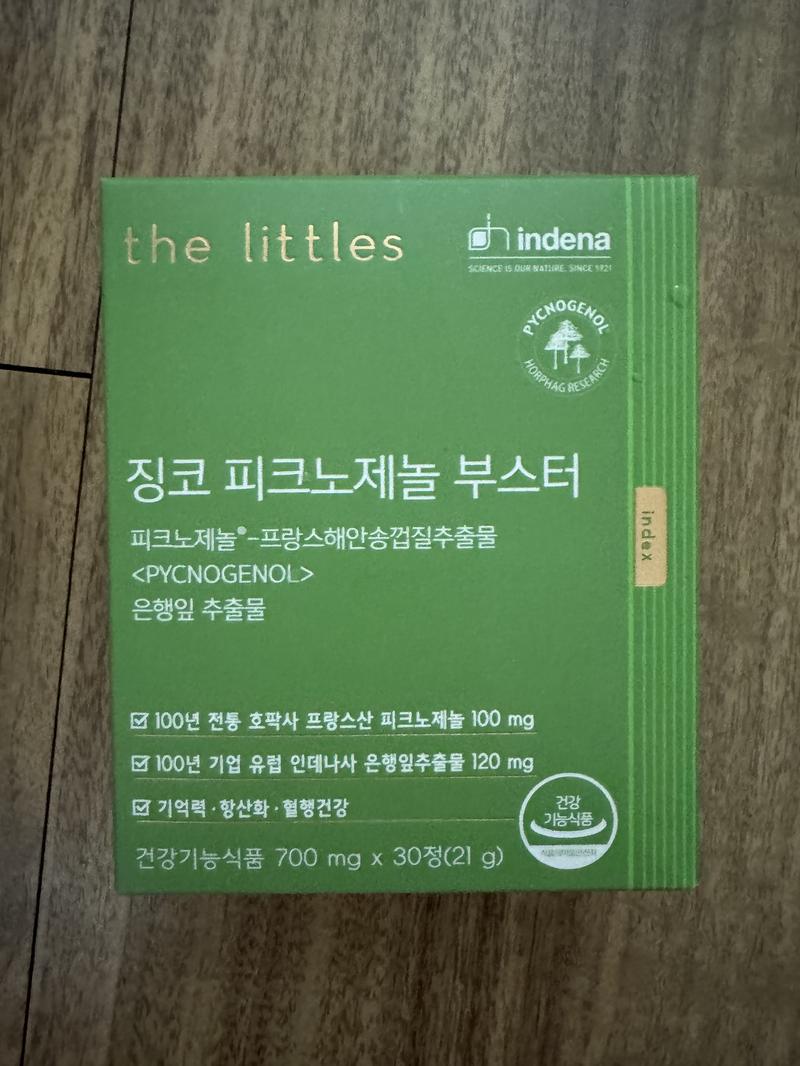 the littles
indena
SCIENCE IS OUR NATURE. SINCE 1921
PYCNOGENOL
HORPHAG RESEARCH
징코 피크노제놀 부스터
피크노제놀®-프랑스해안송껍질추출물
<PYCNOGENOL>
은행잎 추출물
index
☑ 100년 전통 호팍사 프랑스산 피크노제놀 100 mg
☑ 100년 기업 유럽 인데나사 은행잎추출물 120 mg
☑ 기억력·항산화·혈행건강
건강
기능식품
건강기능식품 700 mg x 30정(21 g)